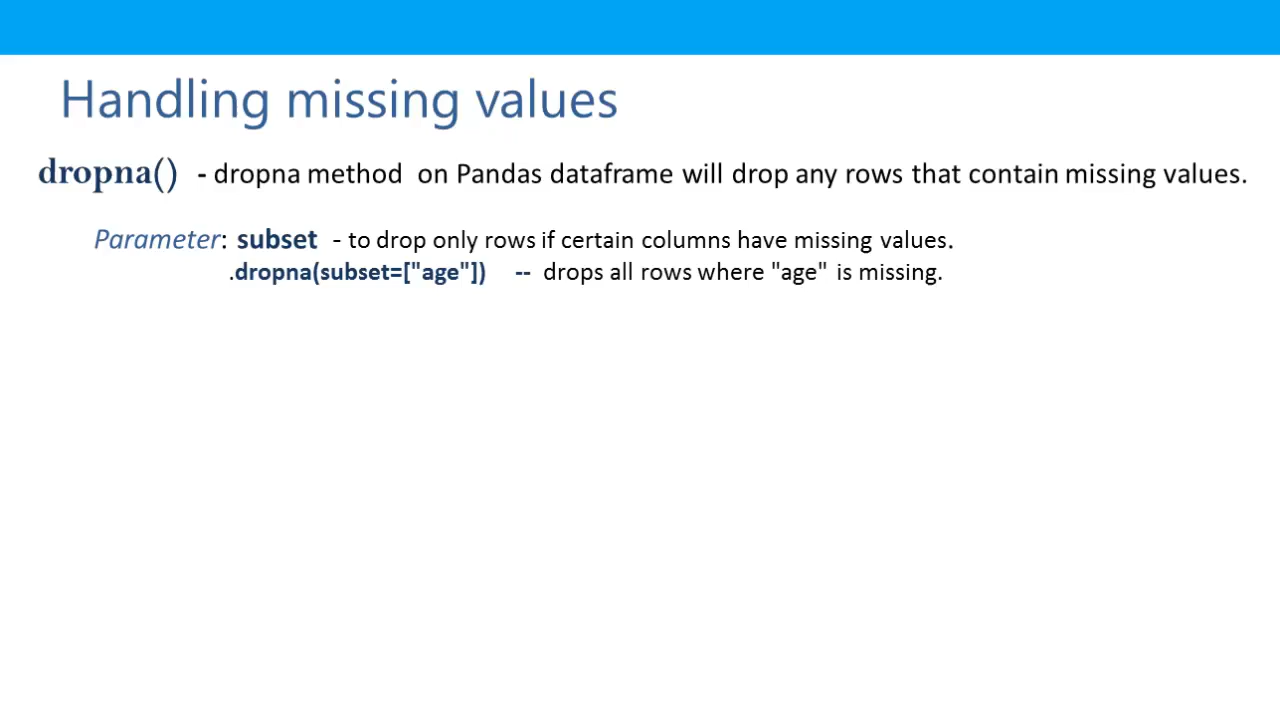 Handling missing values
dropna() - dropna method on Pandas dataframe will drop any rows that contain missing values.
Parameter: subset - to drop only rows if certain columns have missing values.
.dropna(subset=["age"]) -- drops all rows where "age" is missing.